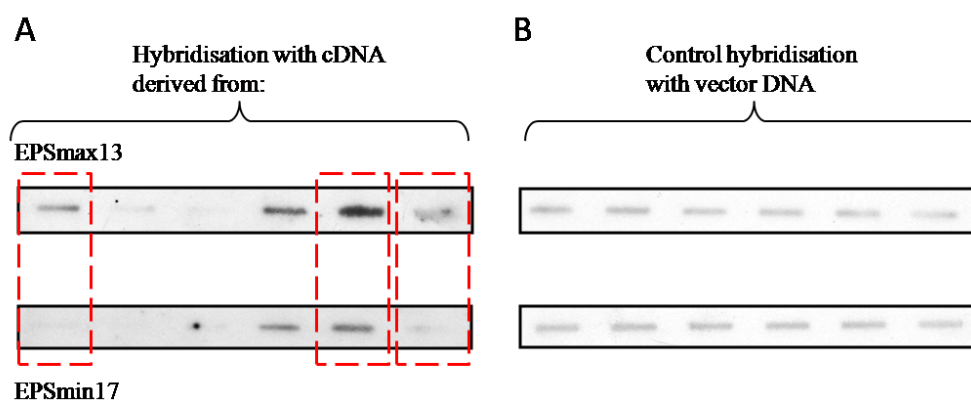 A
Hybridisation with cDNA
derived from:
EPSmax13
EPSmin17
B
Control hybridisation
with vector DNA